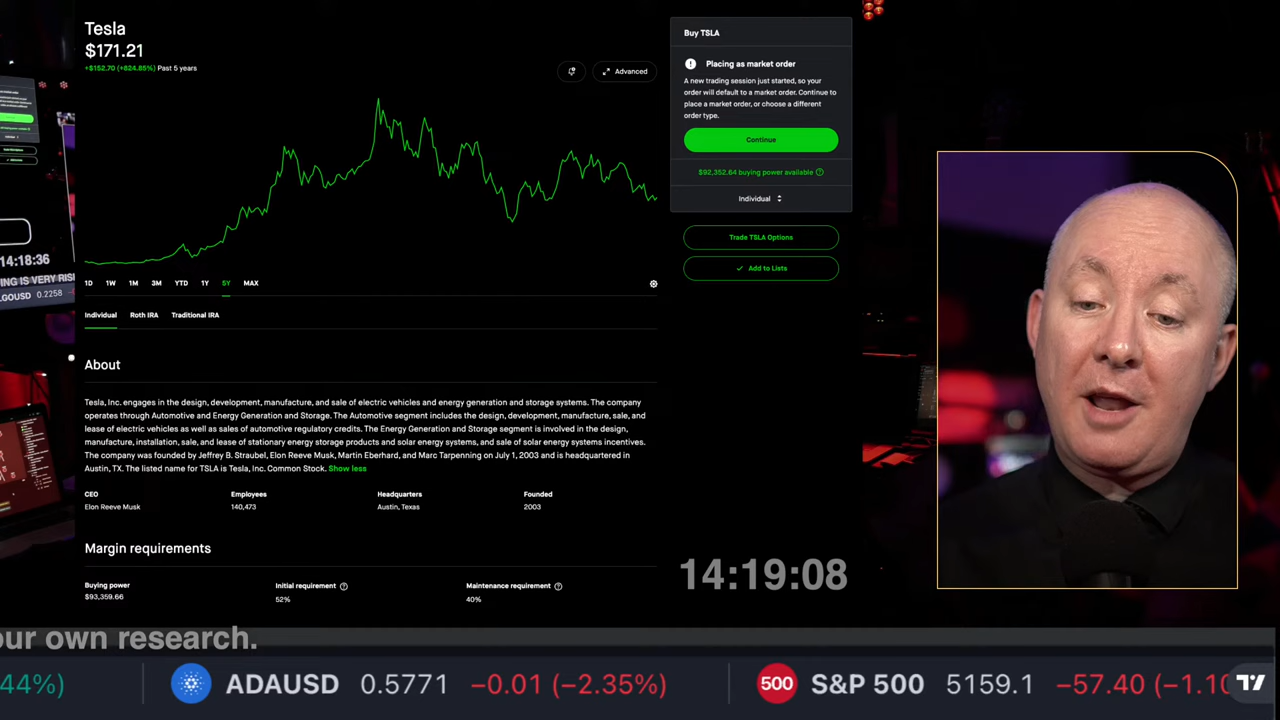 Tesla
$171.21
+$152.70 (+824.85%) Past 5 years
Advanced
1D 1W 1M 3M YTD 1Y 5Y MAX
Individual Roth IRA Traditional IRA
About
Tesla, Inc. engages in the design, development, manufacture, and sale of electric vehicles and energy generation and storage systems. The company
operates through Automotive and Energy Generation and Storage. The Automotive segment includes the design, development, manufacture, sale, and
lease of electric vehicles as well as sales of automotive regulatory credits. The Energy Generation and Storage segment is involved in the design,
manufacture, installation, sale, and lease of stationary energy storage products and solar energy systems, and sale of solar energy systems incentives.
The company was founded by Jeffrey B. Straubel, Elon Reeve Musk, Martin Eberhard, and Marc Tarpenning on July 1, 2003 and is headquartered in
Austin, TX. The listed name for TSLA is Tesla, Inc. Common Stock. Show less
CEO Employees Headquarters Founded
Elon Reeve Musk 140,473 Austin, Texas 2003
Margin requirements
Buying power Initial requirement Maintenance requirement
$93,359.66 52% 40%
Buy TSLA
Placing as market order
A new trading session just started, so your
order will default to a market order. Continue to
place a market order, or choose a different
order type.
Continue
$92,352.64 buying power available
Individual
Trade TSLA Options
Add to Lists
14:18:36
ING IS VERY RIS
LGOUSD 0.2258
14:19:08
our own research.
44%) ADAUSD 0.5771 −0.01 (−2.35%) 500 S&P 500 5159.1 −57.40 (−1.10